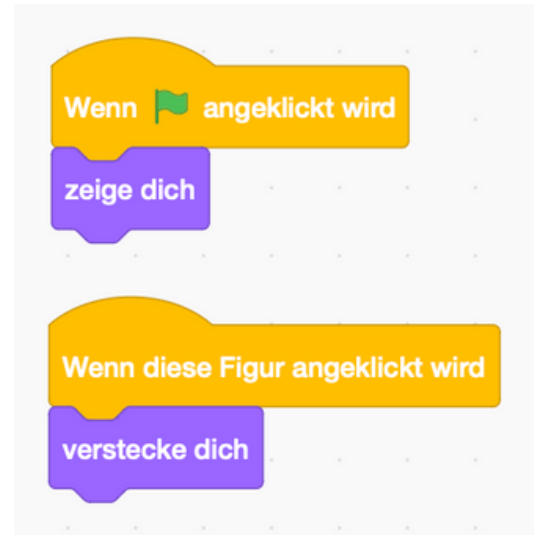 Wenn angeklickt wird
zeige dich
Wenn diese Figur angeklickt wird
verstecke dich